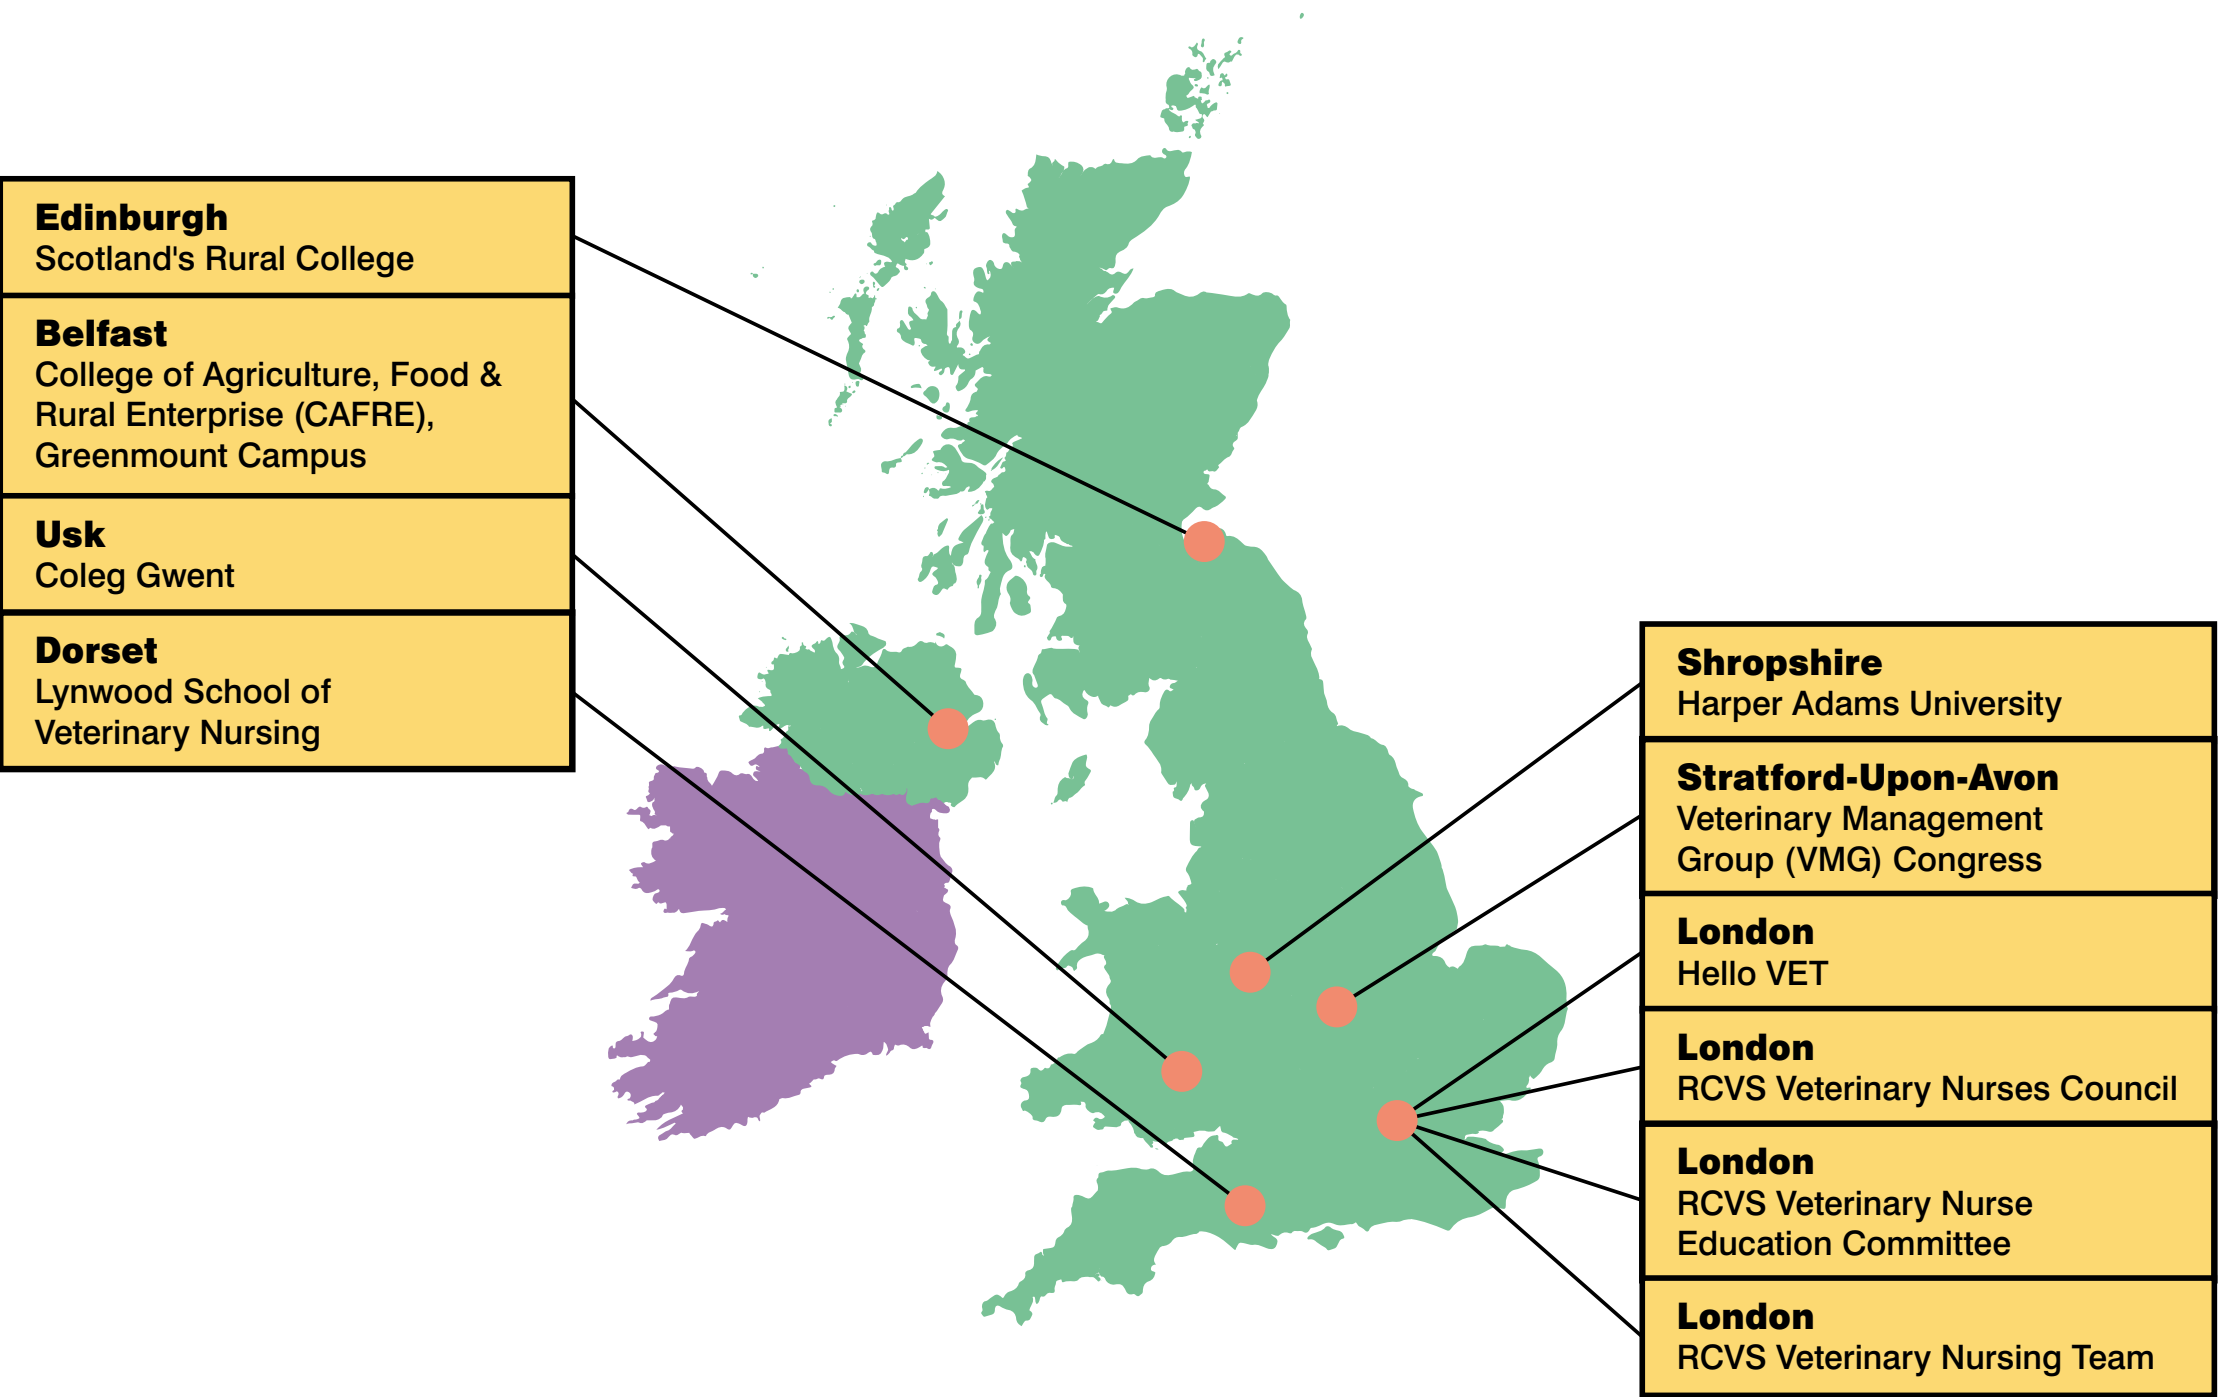 Edinburgh
Scotland's Rural College
Belfast
College of Agriculture, Food &
Rural Enterprise (CAFRE),
Greenmount Campus
Usk
Coleg Gwent
Dorset
Lynwood School of
Veterinary Nursing
Shropshire
Harper Adams University
Stratford-Upon-Avon
Veterinary Management
Group (VMG) Congress
London
Hello VET
London
RCVS Veterinary Nurses Council
London
RCVS Veterinary Nurse
Education Committee
London
RCVS Veterinary Nursing Team